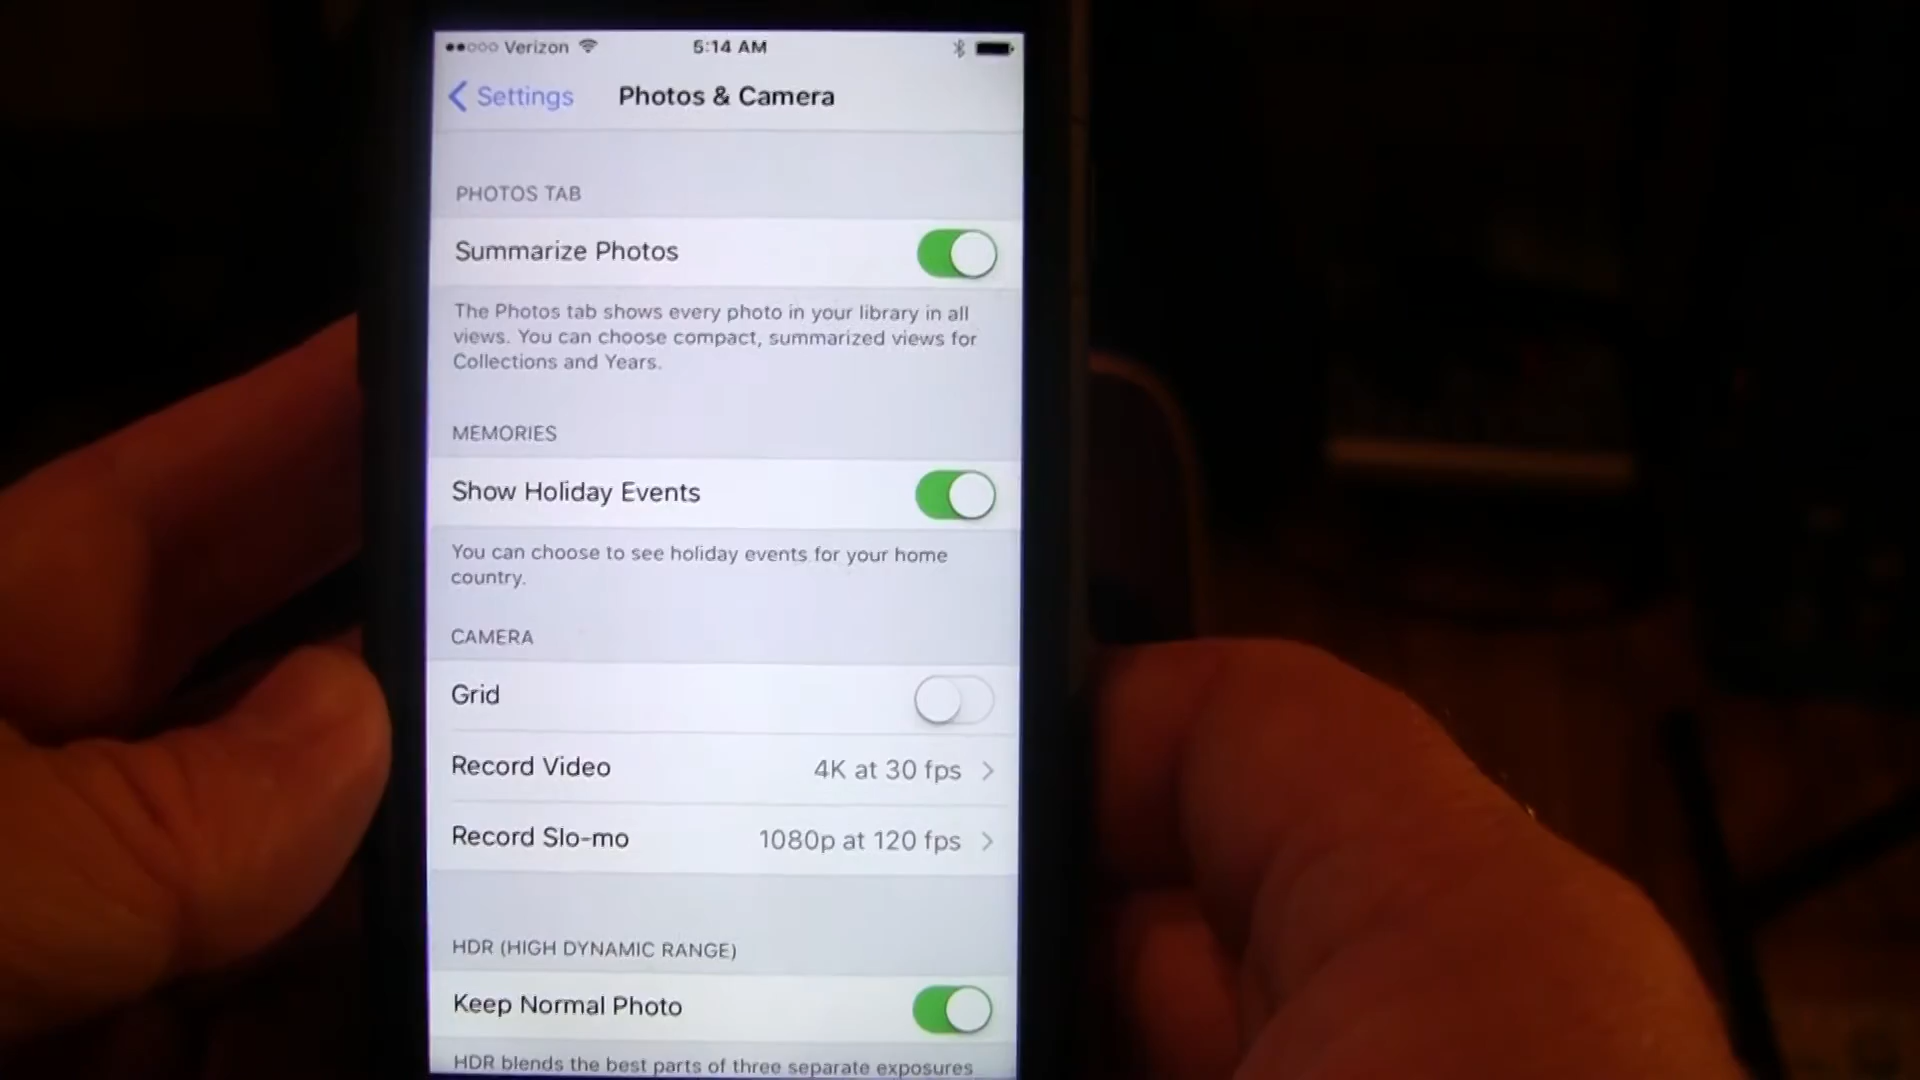 Verizon 5:14 AM
Settings Photos & Camera
PHOTOS TAB
Summarize Photos
The Photos tab shows every photo in your library in all
views. You can choose compact, summarized views for
Collections and Years.
MEMORIES
Show Holiday Events
You can choose to see holiday events for your home
country.
CAMERA
Grid
Record Video 4K at 30 fps
Record Slo-mo 1080p at 120 fps
HDR (HIGH DYNAMIC RANGE)
Keep Normal Photo
HDR blends the best parts of three separate exposures